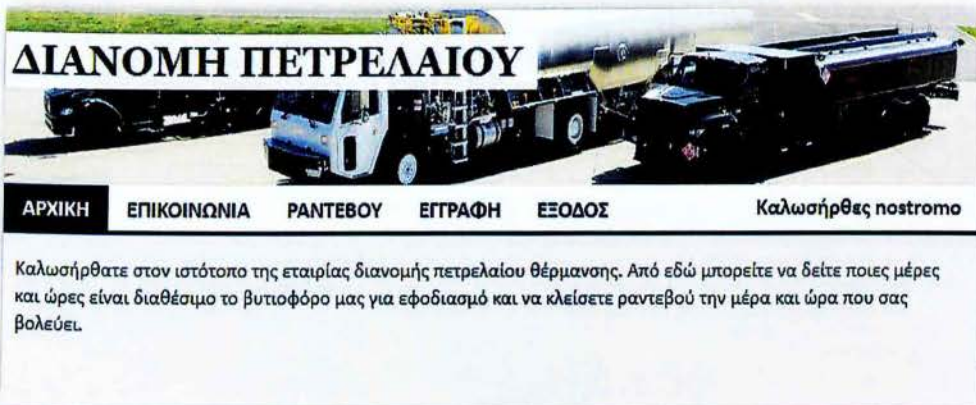 ΔΙΑΝΟΜΗ ΠΕΤΡΕΛΑΙΟΥ
ΑΡΧΙΚΗ ΕΠΙΚΟΙΝΩΝΙΑ ΡΑΝΤΕΒΟΥ ΕΓΓΡΑΦΗ ΕΞΟΔΟΣ Καλωσήρθες nostromo
Καλωσήρθατε στον ιστότοπο της εταιρίας διανομής πετρελαίου θέρμανσης. Από εδώ μπορείτε να δείτε ποιες μέρες
και ώρες είναι διαθέσιμο το βυτιοφόρο μας για εφοδιασμό και να κλείσετε ραντεβού την μέρα και ώρα που σας
βολεύει.